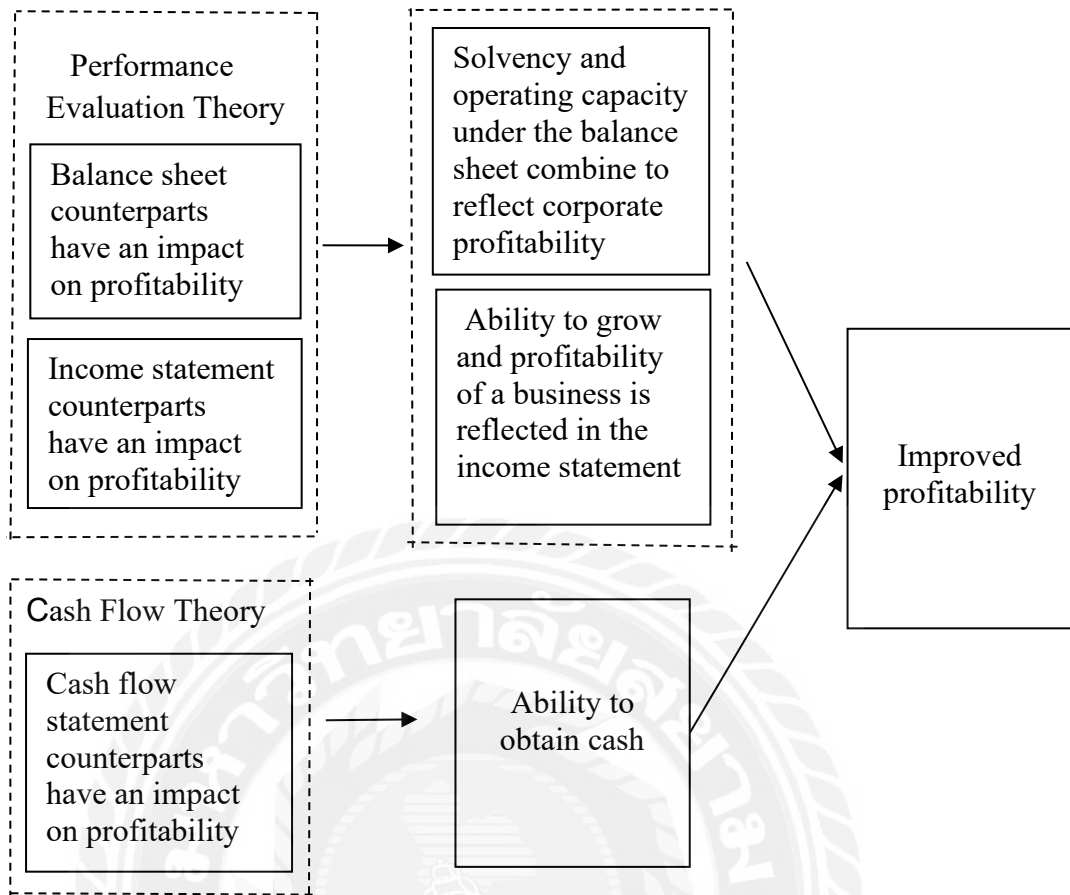 Performance
Evaluation Theory
Balance sheet
counterparts
have an impact
on profitability
Income statement
counterparts
have an impact
on profitability
Solvency and
operating capacity
under the balance
sheet combine to
reflect corporate
profitability
Ability to grow
and profitability
of a business is
reflected in the
income statement
Improved
profitability
Cash Flow Theory
Cash flow
statement
counterparts
have an impact
on profitability
Ability to
obtain cash